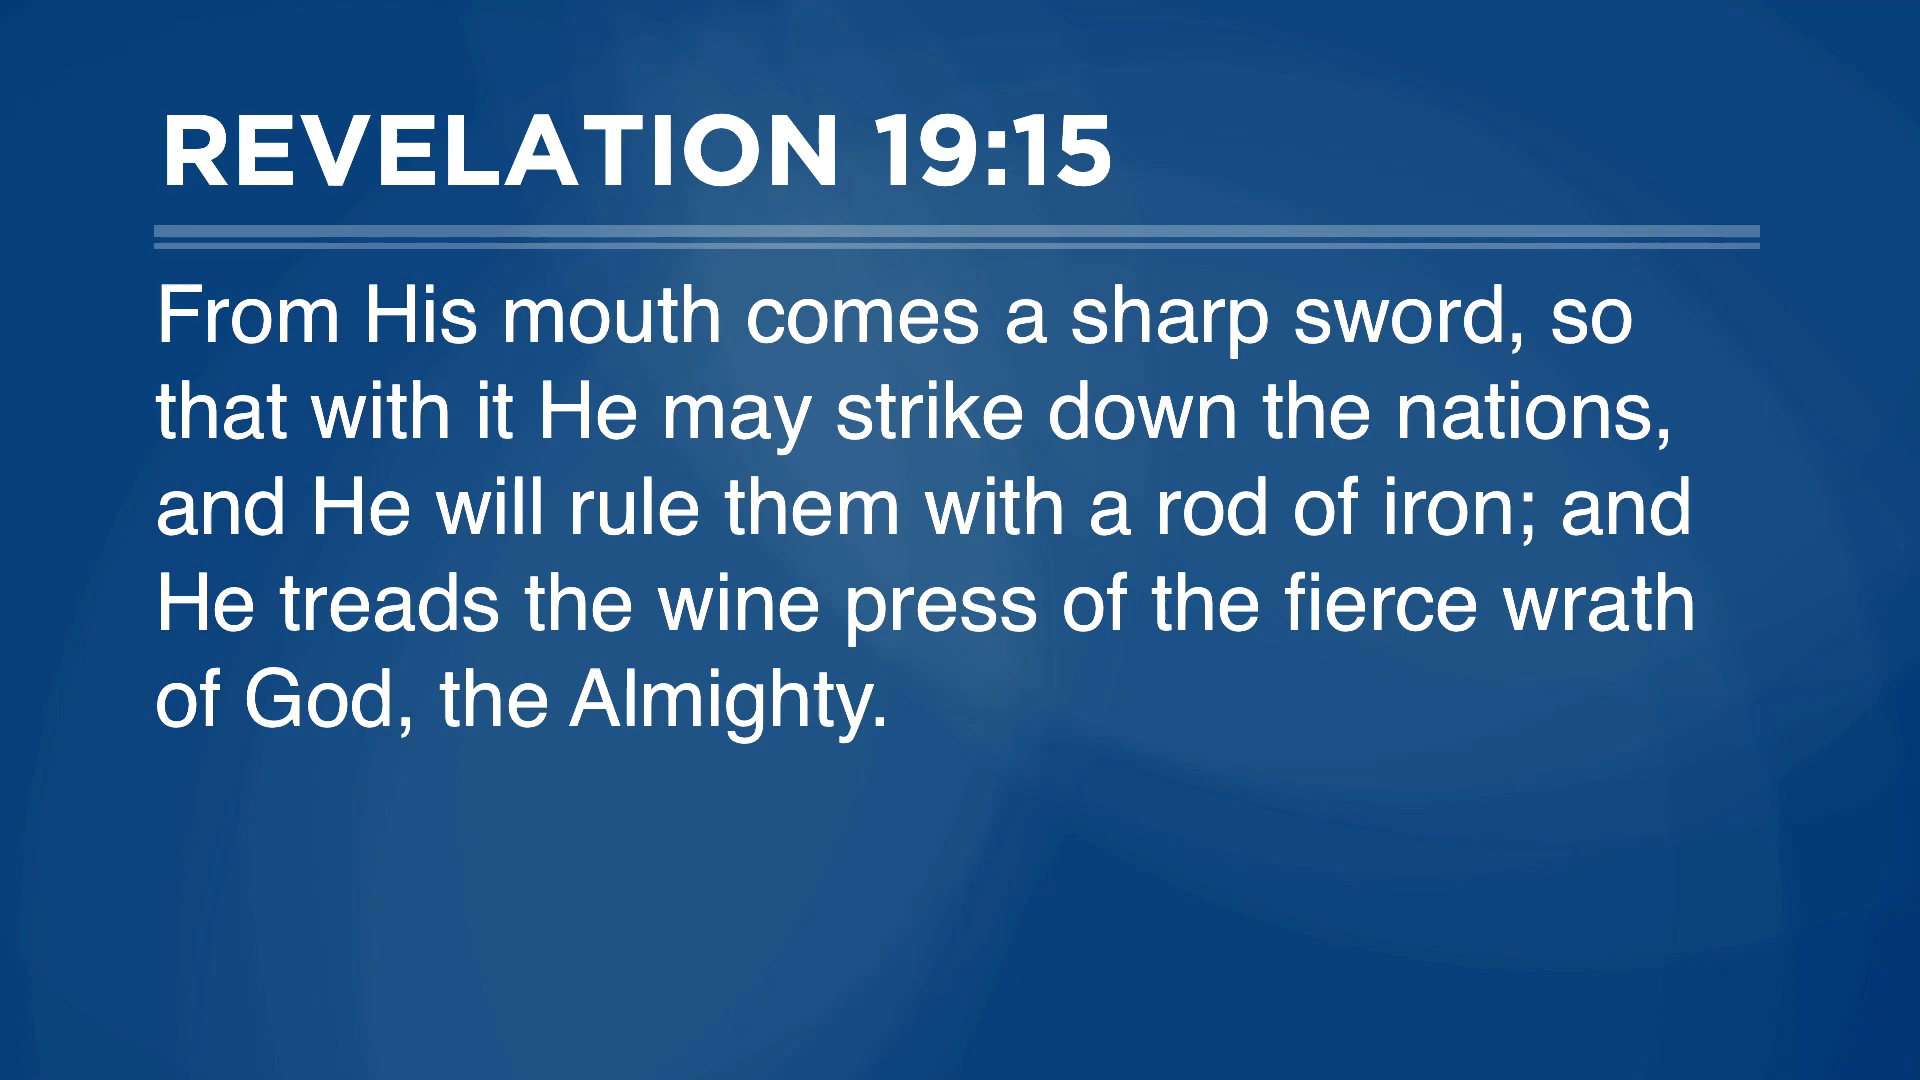 REVELATION 19:15
From His mouth comes a sharp sword, so
that with it He may strike down the nations,
and He will rule them with a rod of iron; and
He treads the wine press of the fierce wrath
of God, the Almighty.